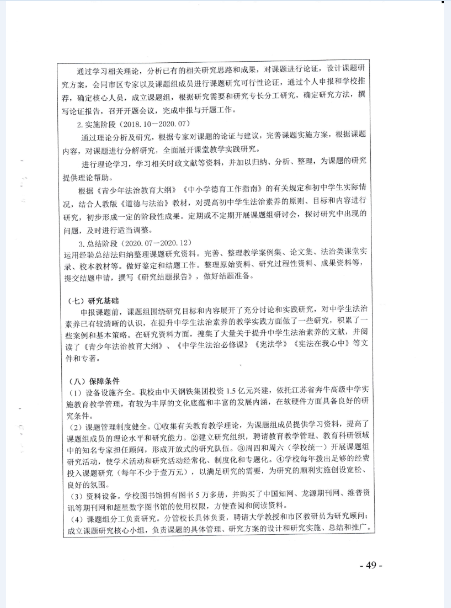 通过学习相关理论，分析已有的相关研究思路和成果，对课题进行论证，设计课题研
究方案，会同市区专家以及课题组成员进行课题研究可行性论证，通过个人申报和学校推
荐，确定核心人员，成立课题组，根据研究需要和研究专长分工研究，确定研究方法，撰
写论证报告，召开开题会议，完成申报与开题工作。
2.实施阶段（2018.10－2020.07）
通过理论分析及研究，根据专家对课题的论证与建议，完善课题实施方案，根据课题
内容，对课题进行分解研究，全面展开课堂教学实践研究。
进行理论学习，学习相关时政文献等资料，并加以归纳、分析、整理，为课题的研究
提供理论帮助。
根据《青少年法治教育大纲》《中小学德育工作指南》的有关规定和初中学生实际情
况，结合人教版《道德与法治》教材，对提高初中学生法治素养的原则、目标和内容进行
研究，初步形成一定的阶段性成果。定期或不定期开展课题组研讨会，探讨研究中出现的
问题，及时进行适当调整。
3.总结阶段（2020.07－2020.12）
运用经验总结法归纳整理课题研究资料，完善、整理教学案例集、论文集、法治类课堂实
录、校本教材等。做好鉴定和结题工作。整理原始资料、研究过程性资料、成果资料等，
提交结题申请，撰写《研究结题报告》，做好结题准备。
（七）研究基础
申报课题前，课题组围绕研究目标和内容展开了充分讨论和实践研究，对中学生法治
素养已有较清晰的认识，在提升中学生法治素养的教学实践方面做了一些研究，积累了一
些案例和基本策略。在研究资料方面，搜集了大量关于提升中学生法治素养的文献，并阅
读了《青少年法治教育大纲》、《中学生法治必修课》《宪法学》《宪法在我心中》等文
件和专著。
（八）保障条件
（1）设备设施齐全。我校由中天钢铁集团投资 1.5 亿元兴建，依托江苏省奔牛高级中学实
施教育教学管理。有较为丰厚的文化底蕴和丰富的发展内涵，在软硬件方面具备良好的研
究条件。
（2）课题管理制度健全。①收集有关教育教学理论，为课题组成员提供学习资料，提高了
课题组成员的理论水平和研究能力。②建立研究组织，聘请教育教学管理、教育科研领域
中的知名专家担任顾问，形成开放式的研究队伍。③周四和周六（学校统一）开展课题组
研究活动，使学术活动和研究活动经常化、制度化和专题化。④学校每年拨出足够的经费
投入课题研究（每年不少于壹万元），以满足研究的需要，为研究的顺利实施创设宽松、
良好的氛围。
（3）资料设备。学校图书馆拥有图书 5 万多册，并购买了中国知网、龙源期刊网、维普资
讯等期刊网和超星数字图书馆的使用权限，方便查阅和阅读资料。
（4）课题组分工负责研究。分管校长具体负责，聘请大学教授和市区教研员为研究顾问；
成立课题研究核心小组，负责课题的具体管理、研究方案的设计和研究实施、总结和推广。
- 49 -